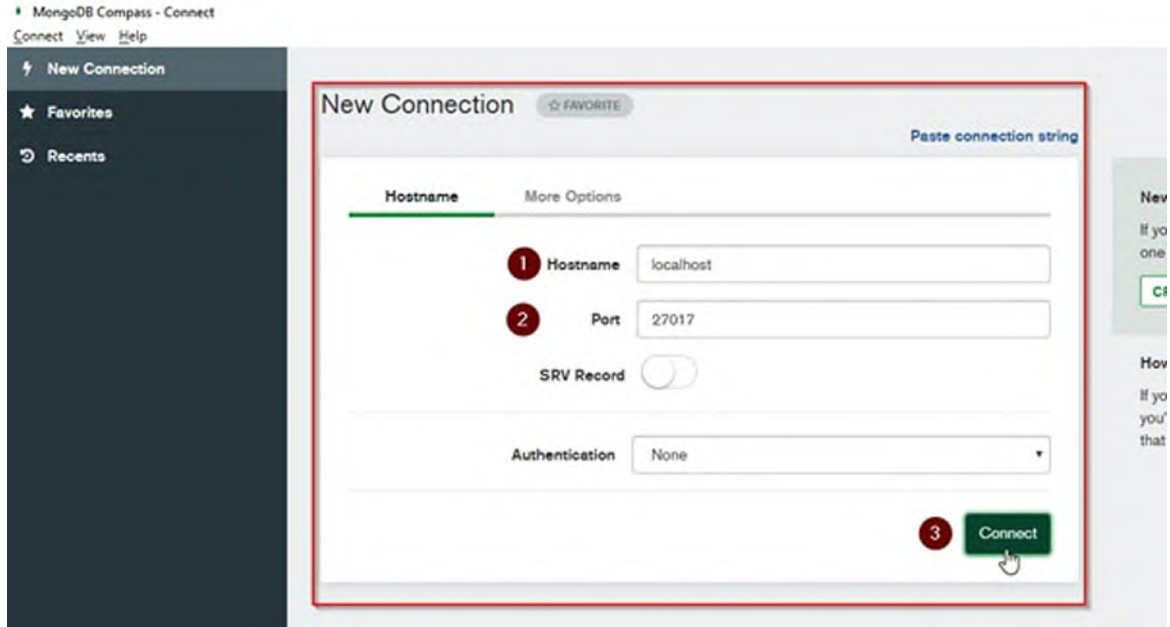 MongoDB Compass - Connect
Connect View Help
New Connection
Favorites
Recents
New Connection ☆ FAVORITE
Paste connection string
Hostname More Options
1 Hostname localhost
2 Port 27017
SRV Record
Authentication None
3 Connect
New
If yo
one
How
If yo
you'
that